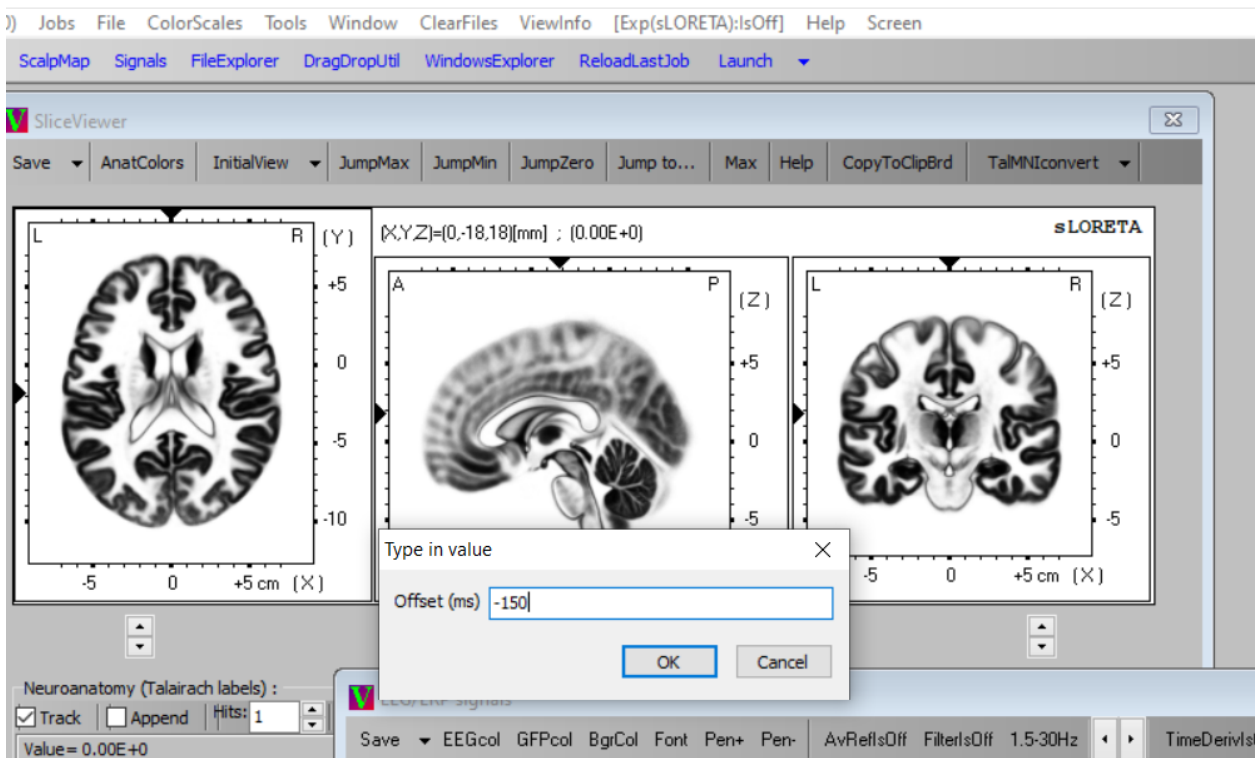 0) Jobs File ColorScales Tools Window ClearFiles ViewInfo [Exp(sLORETA):IsOff] Help Screen
ScalpMap Signals FileExplorer DragDropUtil WindowsExplorer ReloadLastJob Launch
SliceViewer
Save AnatColors InitialView JumpMax JumpMin JumpZero Jump to... Max Help CopyToClipBrd TalMNIconvert
L R (Y) (X,Y,Z)=(0,-18,18)[mm] ; (0.00E+0) sLORETA
A P (Z) L R (Z)
+5
0 +5 +5
-5 0 0
-10 -5 -5
-5 0 +5 cm (X) -5 0 +5 cm (X)
Type in value
Offset (ms) -150
OK Cancel
Neuroanatomy (Talairach labels) :
Track Append Hits: 1
Value= 0.00E+0
EEG/ERP signals
Save EEGcol GFPcol BgrCol Font Pen+ Pen- AvRefIsOff FilterIsOff 1.5-30Hz